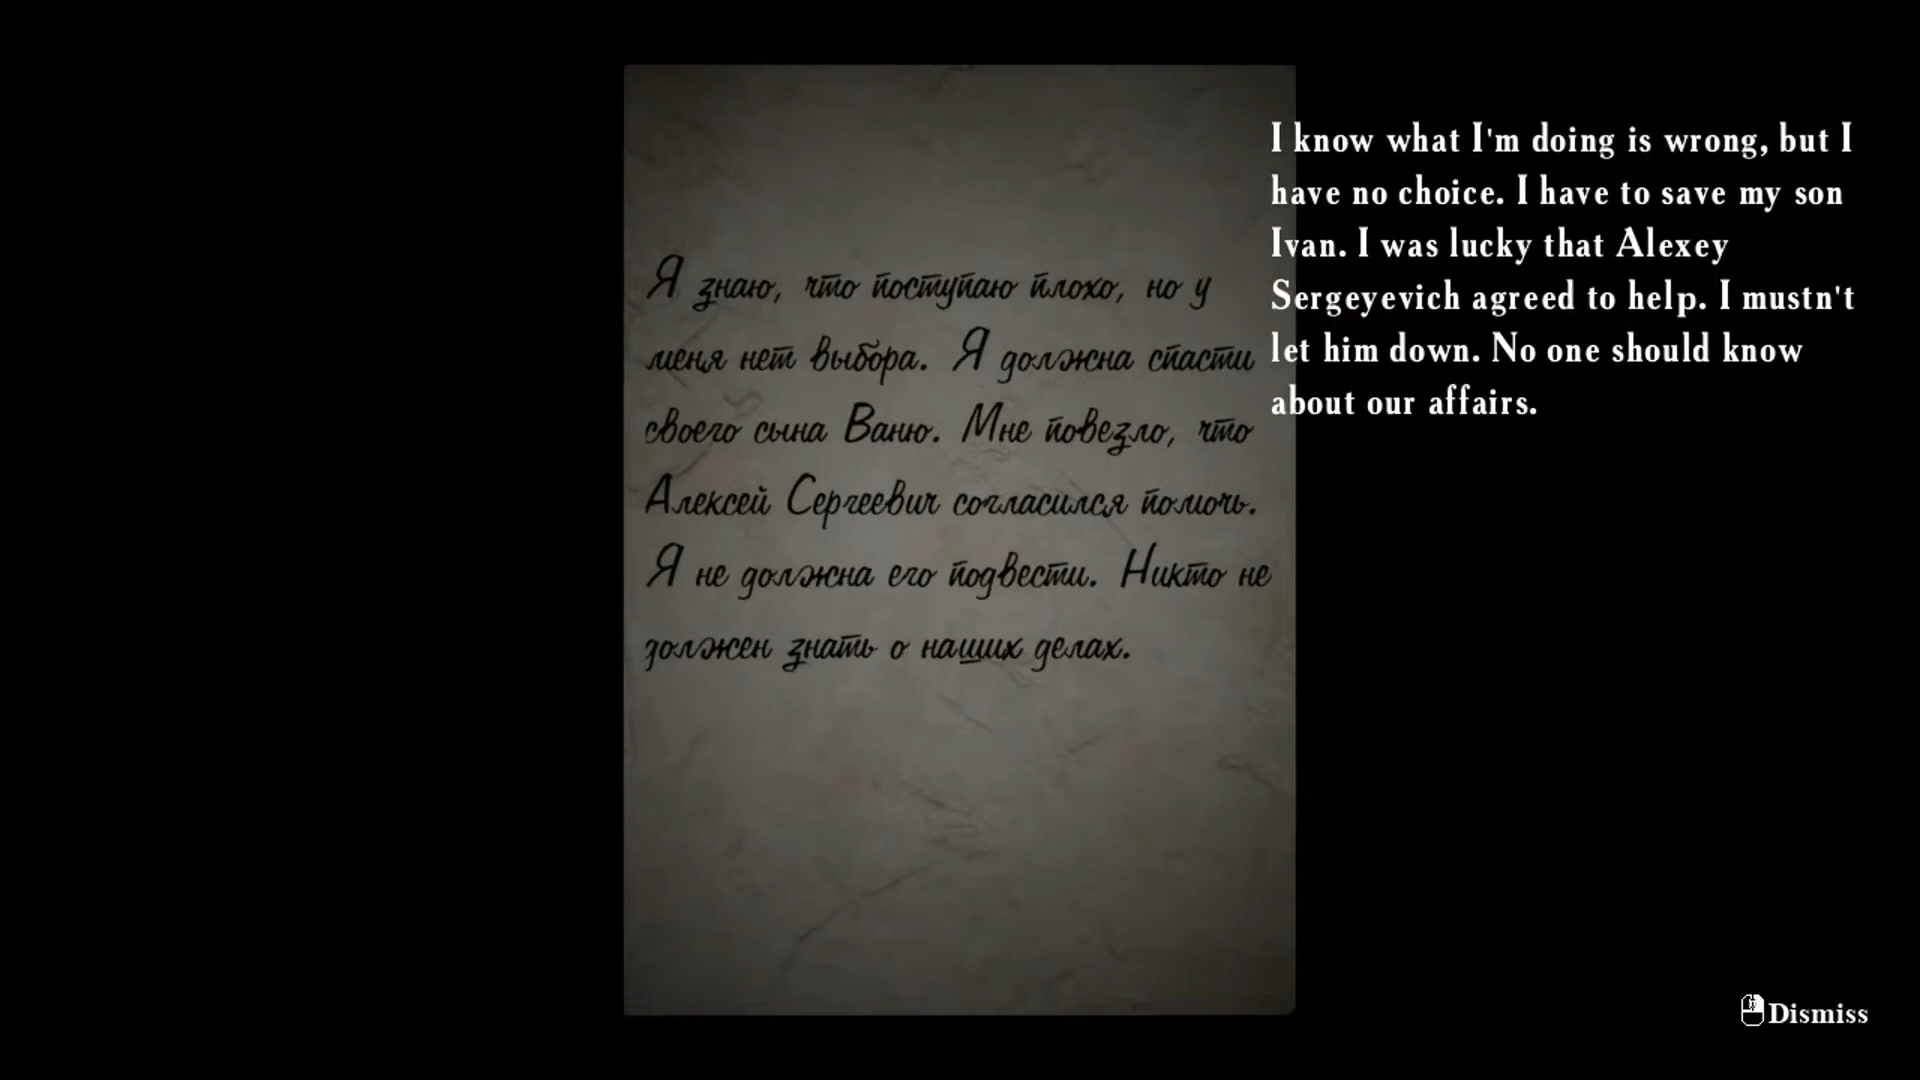 Я знаю, что поступаю плохо, но у
меня нет выбора. Я должна спасти
своего сына Ваню. Мне повезло, что
Алексей Сергеевич согласился помочь.
Я не должна его подвести. Никто не
должен знать о наших делах.
I know what I'm doing is wrong, but I
have no choice. I have to save my son
Ivan. I was lucky that Alexey
Sergeyevich agreed to help. I mustn't
let him down. No one should know
about our affairs.
Dismiss